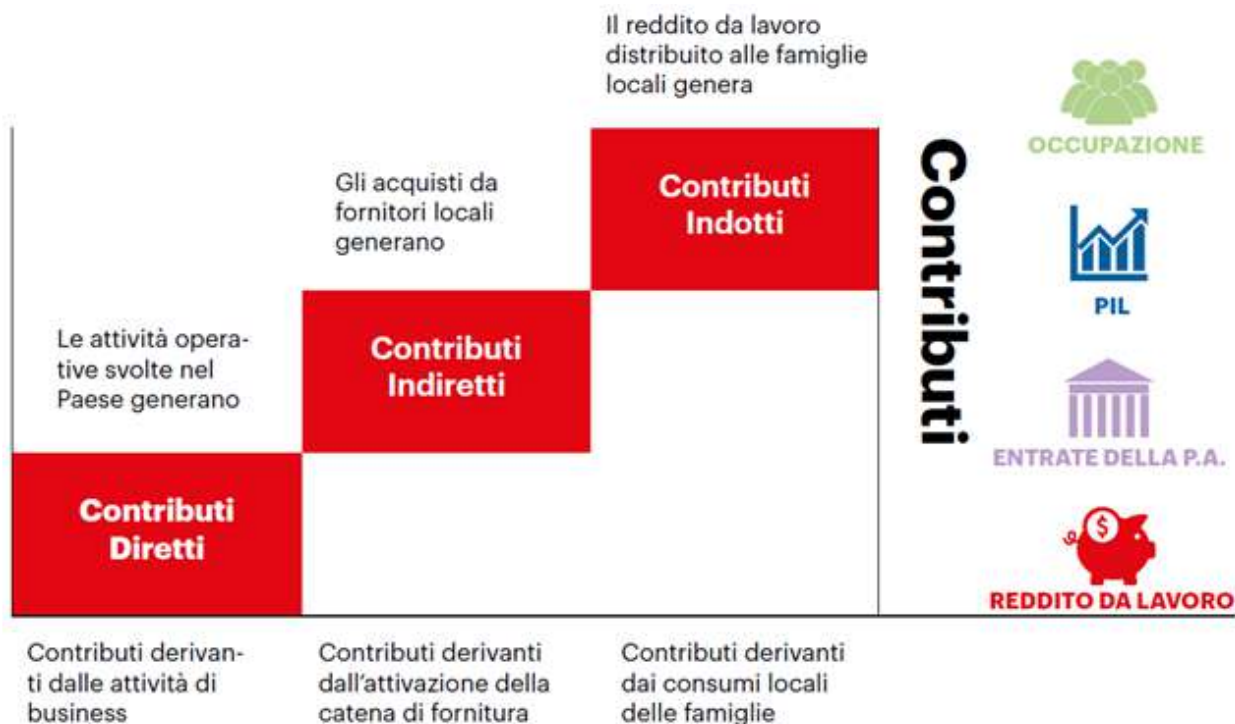 Il reddito da lavoro
distribuito alle famiglie
locali genera
Gli acquisti da
fornitori locali
generano
Le attività opera-
tive svolte nel
Paese generano
Contributi
Diretti
Contributi
Indiretti
Contributi
Indotti
Contributi derivan-
ti dalle attività di
business
Contributi derivanti
dall'attivazione della
catena di fornitura
Contributi derivanti
dai consumi locali
delle famiglie
Contributi
OCCUPAZIONE
PIL
ENTRATE DELLA P.A.
$
REDDITO DA LAVORO